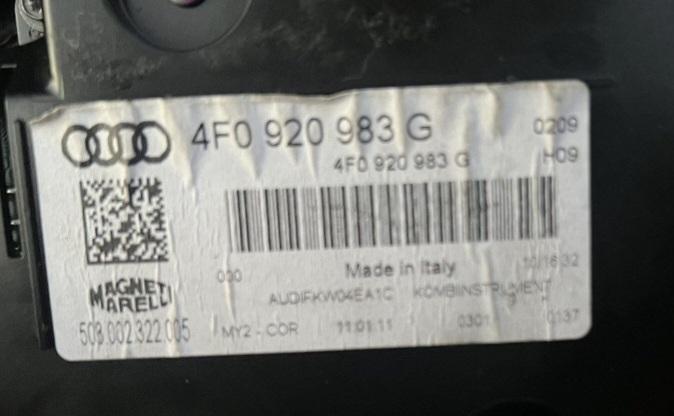 4F0 920 983 G 0209
4F0 920 983 G H09
000 Made in Italy
MAGNETI
MARELLI
AUDIFKW04EA1C KOMBIINSTRUMENT
503.002.322.005 MY2-COR 11.01.11 0301 0137